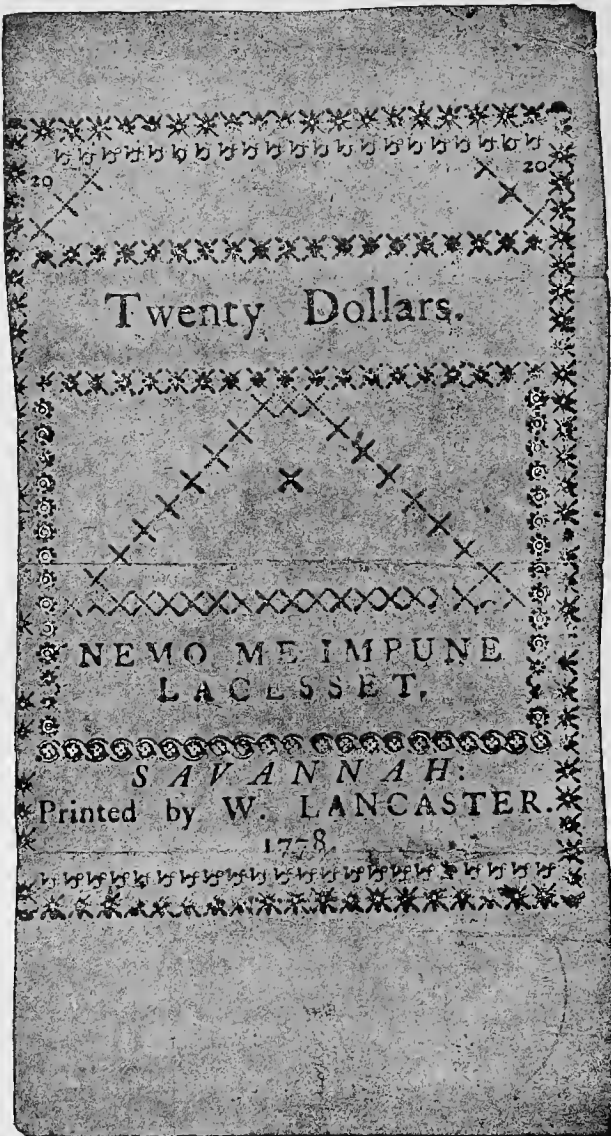 20 20
Twenty Dollars.
NEMO ME IMPUNE
LACESSET.
SAVANNAH:
Printed by W. LANCASTER.
1778.